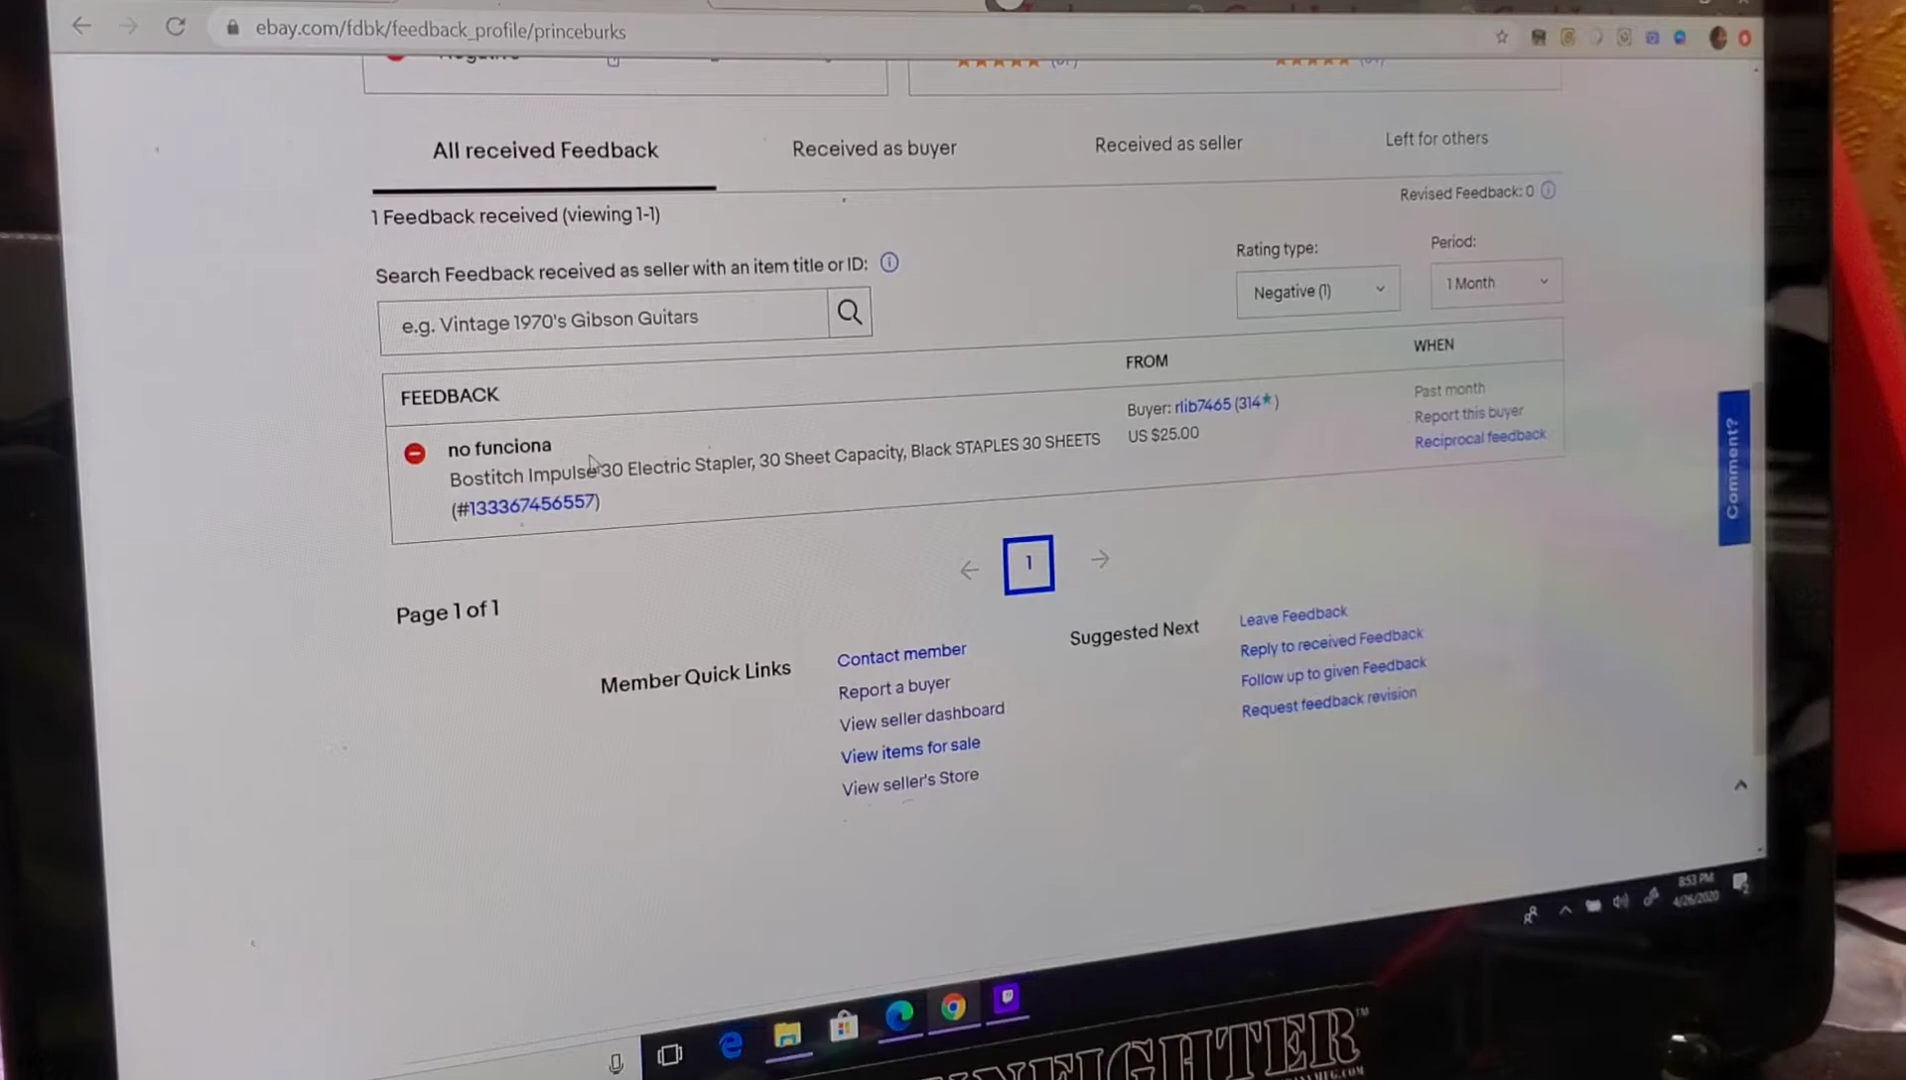 ebay.com/fdbk/feedback_profile/princeburks
All received Feedback
Received as buyer
Received as seller
Left for others
Revised Feedback: 0
1 Feedback received (viewing 1-1)
Search Feedback received as seller with an item title or ID:
Rating type:
Period:
e.g. Vintage 1970's Gibson Guitars
Negative (1)
1 Month
FEEDBACK
FROM
WHEN
no funciona
Bostitch Impulse 30 Electric Stapler, 30 Sheet Capacity, Black STAPLES 30 SHEETS
(#133367456557)
Buyer: rlib7465 (314)
US $25.00
Past month
Report this buyer
Reciprocal feedback
Comment?
1
Page 1 of 1
Member Quick Links
Contact member
Report a buyer
View seller dashboard
View items for sale
View seller's Store
Suggested Next
Leave Feedback
Reply to received Feedback
Follow up to given Feedback
Request feedback revision
8:53 PM
4/26/2020